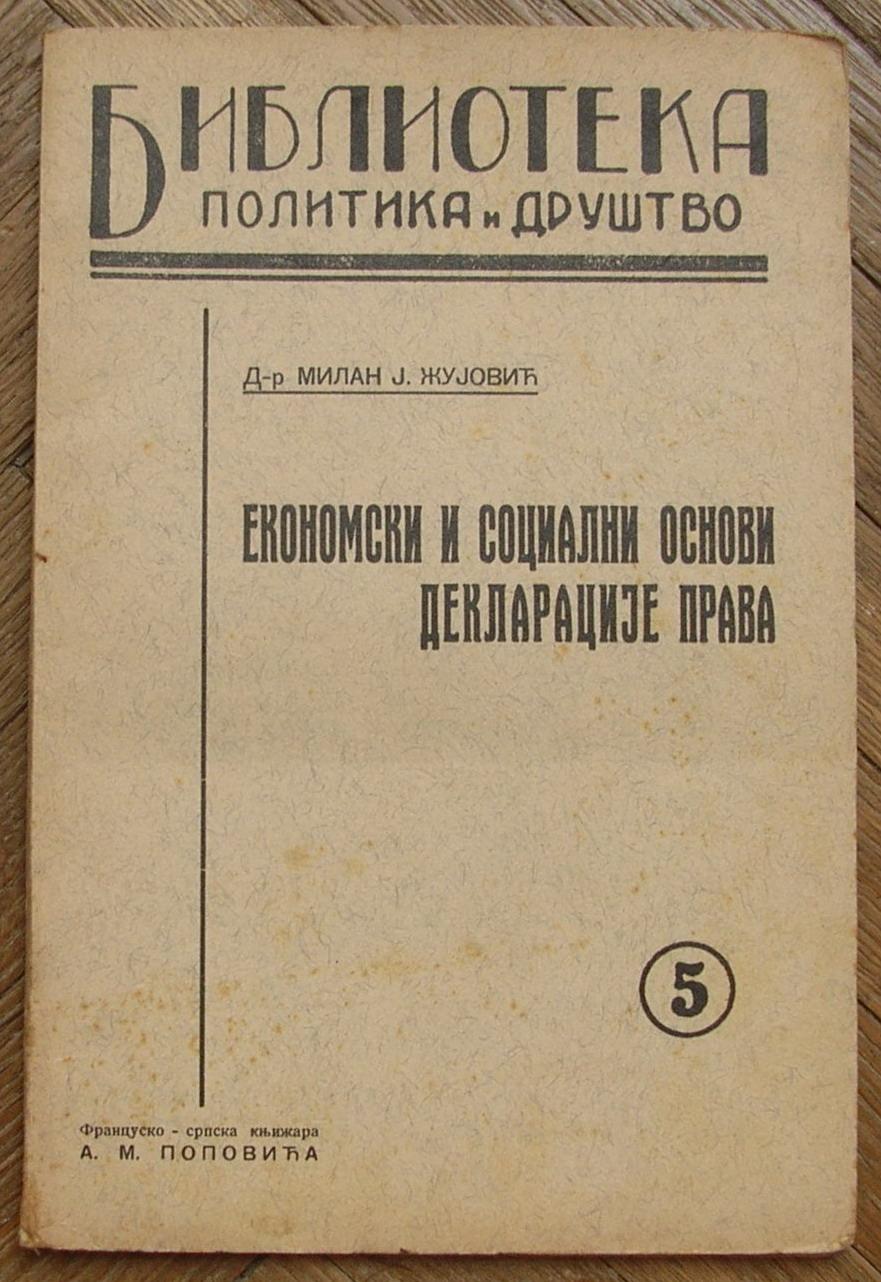 БИБЛИОТЕКА
ПОЛИТИКА и ДРУШТВО
Д-р МИЛАН Ј. ЖУЈОВИЋ
ЕКОНОМСКИ И СОЦИАЛНИ ОСНОВИ
ДЕКЛАРАЦИЈЕ ПРАВА
5
Француско - српска књижара
А. М. ПОПОВИЋА